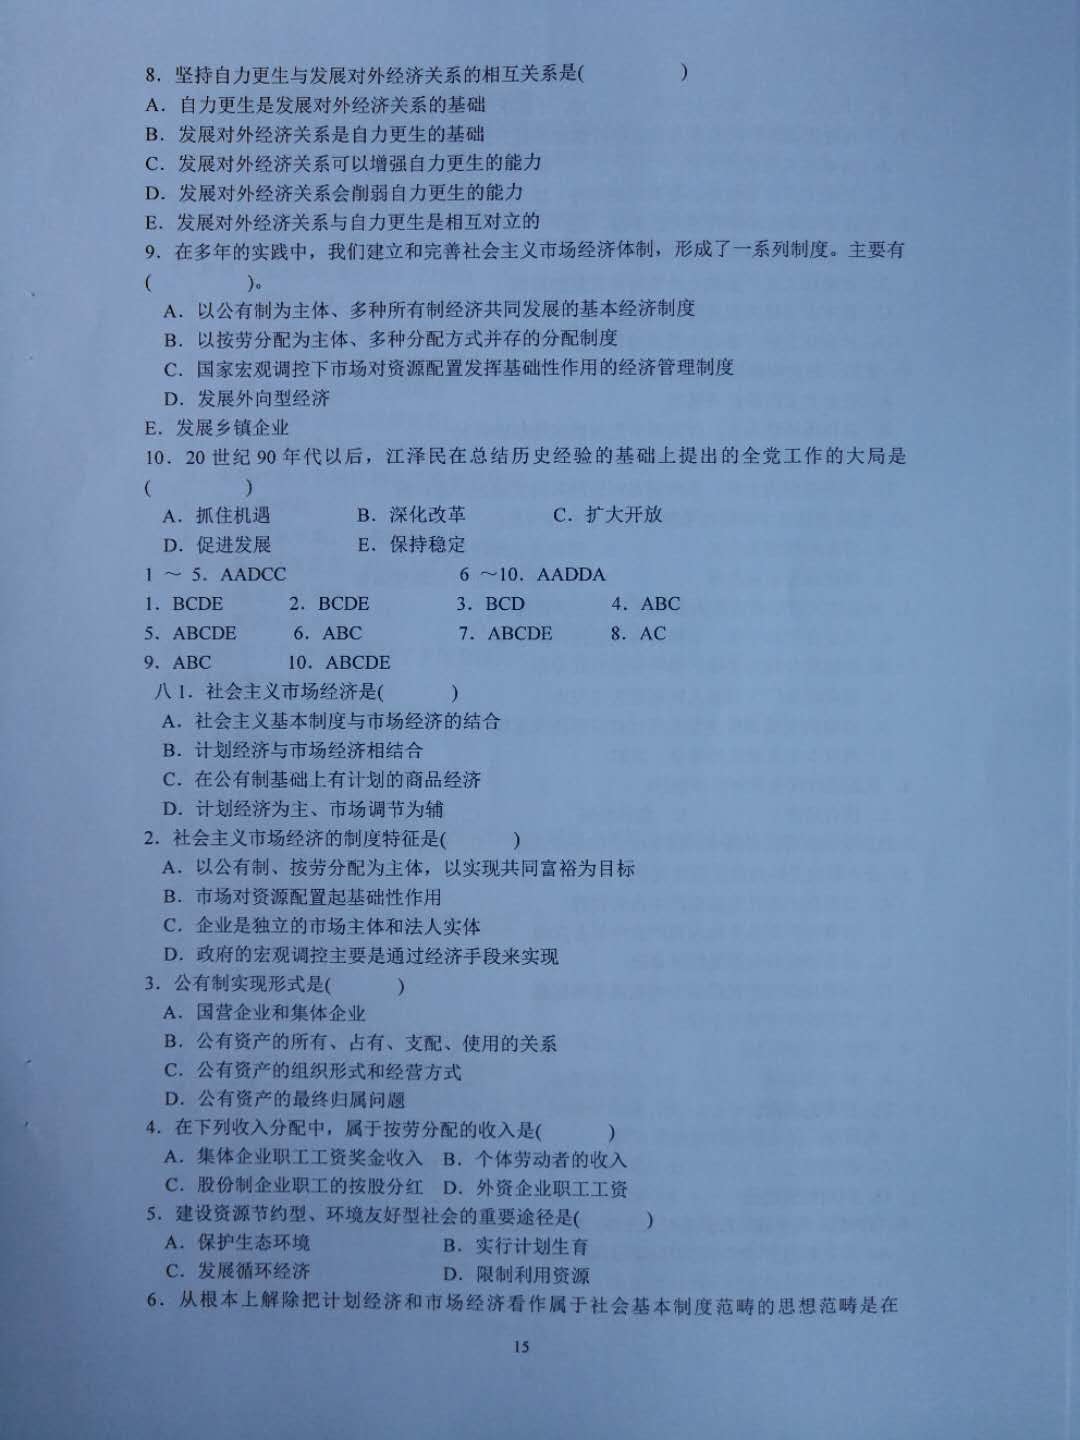 8．坚持自力更生与发展对外经济关系的相互关系是(　　　　)
A．自力更生是发展对外经济关系的基础
B．发展对外经济关系是自力更生的基础
C．发展对外经济关系可以增强自力更生的能力
D．发展对外经济关系会削弱自力更生的能力
E．发展对外经济关系与自力更生是相互对立的
9．在多年的实践中，我们建立和完善社会主义市场经济体制，形成了一系列制度。主要有
(　　　　)。
A．以公有制为主体、多种所有制经济共同发展的基本经济制度
B．以按劳分配为主体、多种分配方式并存的分配制度
C．国家宏观调控下市场对资源配置发挥基础性作用的经济管理制度
D．发展外向型经济
E．发展乡镇企业
10．20 世纪 90 年代以后，江泽民在总结历史经验的基础上提出的全党工作的大局是
(　　　　)
A．抓住机遇　　B．深化改革　　C．扩大开放
D．促进发展　　E．保持稳定
1 ～ 5．AADCC　　6 ～10．AADDA
1．BCDE　　2．BCDE　　3．BCD　　4．ABC
5．ABCDE　　6．ABC　　7．ABCDE　　8．AC
9．ABC　　10．ABCDE
八 1．社会主义市场经济是(　　　　)
A．社会主义基本制度与市场经济的结合
B．计划经济与市场经济相结合
C．在公有制基础上有计划的商品经济
D．计划经济为主、市场调节为辅
2．社会主义市场经济的制度特征是(　　　　)
A．以公有制、按劳分配为主体，以实现共同富裕为目标
B．市场对资源配置起基础性作用
C．企业是独立的市场主体和法人实体
D．政府的宏观调控主要是通过经济手段来实现
3．公有制实现形式是(　　　　)
A．国营企业和集体企业
B．公有资产的所有、占有、支配、使用的关系
C．公有资产的组织形式和经营方式
D．公有资产的最终归属问题
4．在下列收入分配中，属于按劳分配的收入是(　　　　)
A．集体企业职工工资奖金收入　B．个体劳动者的收入
C．股份制企业职工的按股分红　D．外资企业职工工资
5．建设资源节约型、环境友好型社会的重要途径是(　　　　)
A．保护生态环境　　B．实行计划生育
C．发展循环经济　　D．限制利用资源
6．从根本上解除把计划经济和市场经济看作属于社会基本制度范畴的思想范畴是在
15